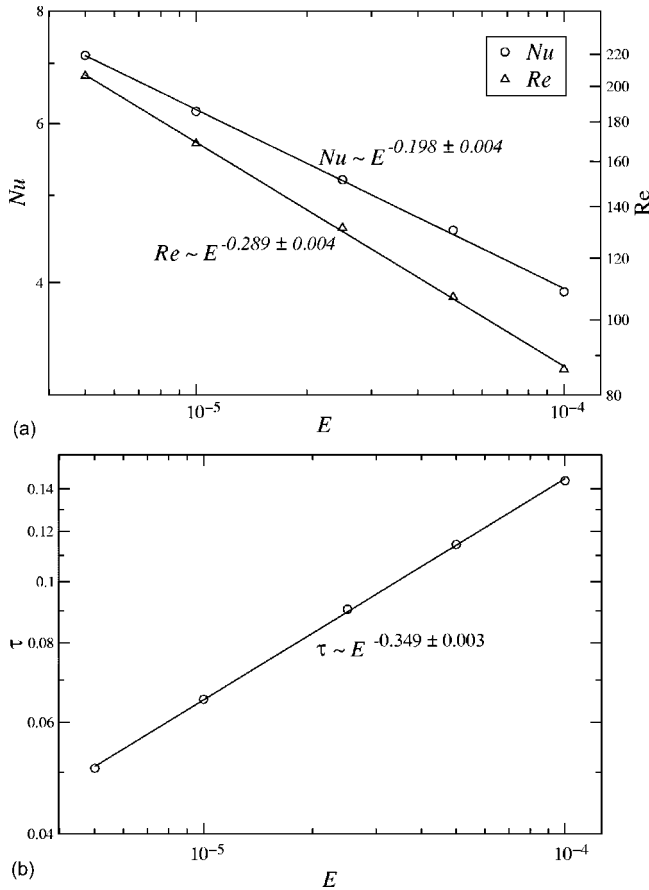 8
6
4
Nu
Nu
Re
Nu ~ E^-0.198 ± 0.004
Re ~ E^-0.289 ± 0.004
220
200
180
160
140
120
100
80
Re
10^-5
10^-4
E
(a)
0.14
0.12
0.1
0.08
0.06
0.04
τ
τ ~ E^-0.349 ± 0.003
10^-5
10^-4
E
(b)